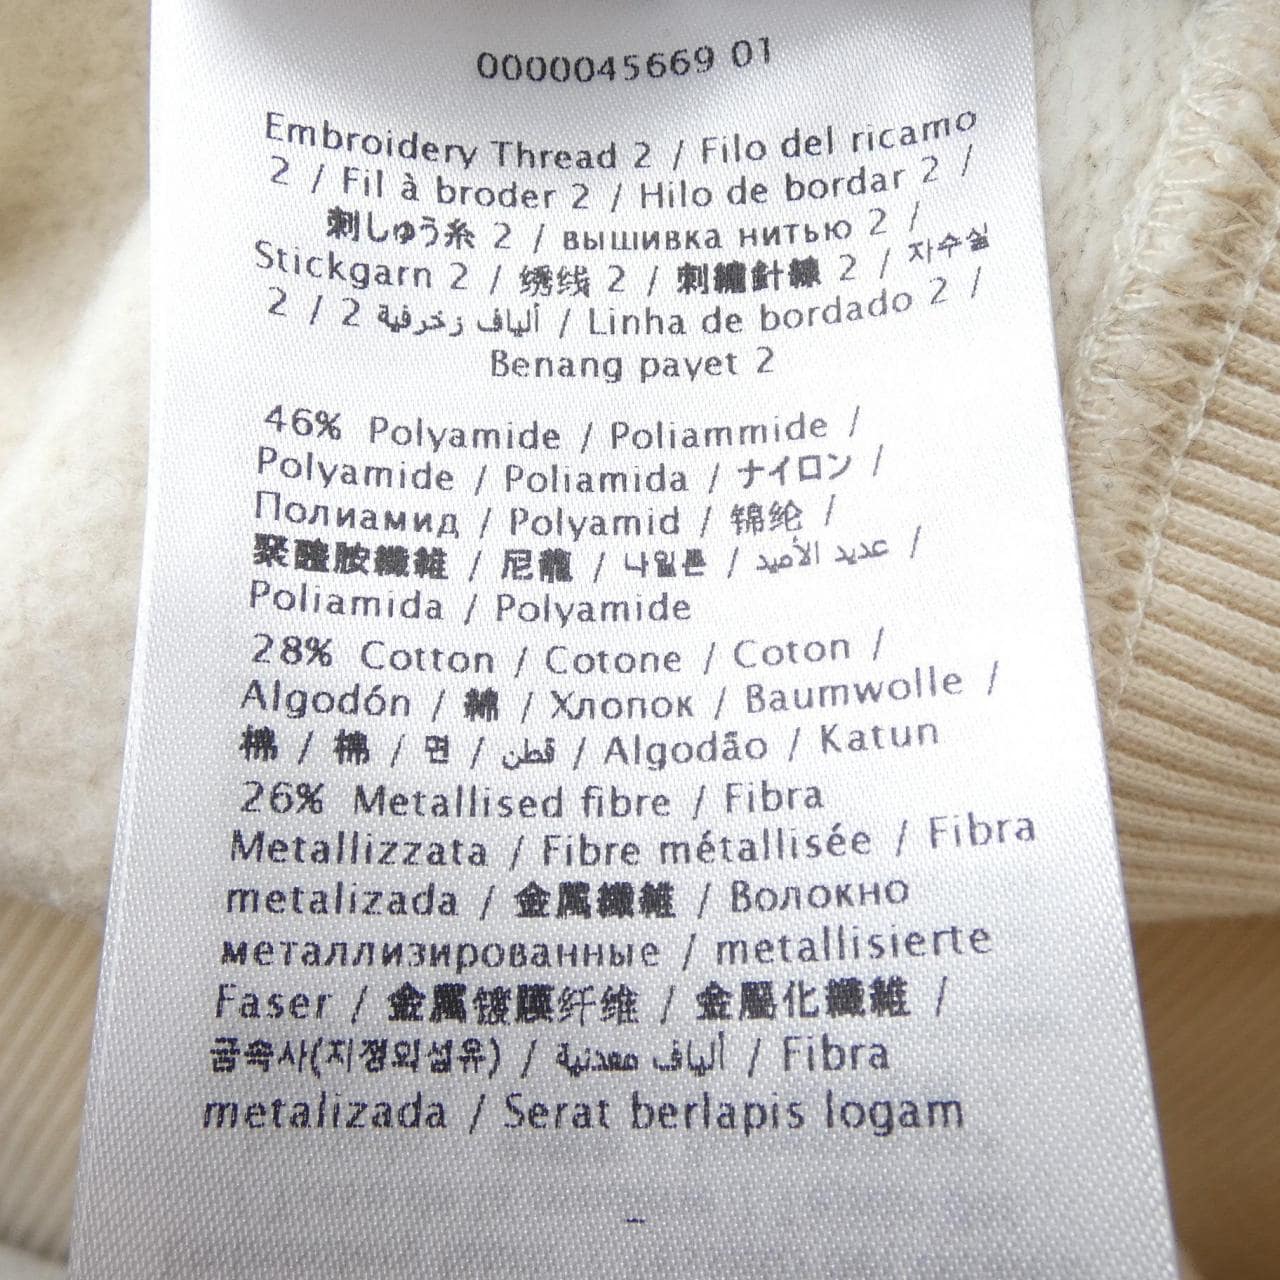 0000045669 01
Embroidery Thread 2 / Filo del ricamo
2 / Fil à broder 2 / Hilo de bordar 2 /
刺しゅう糸 2 / вышивка нитью 2 /
Stickgarn 2 / 绣线 2 / 刺繡針線 2 / 자수실
2 / 2 ألياف زخرفية / Linha de bordado 2 /
Benang payet 2
46% Polyamide / Poliammide /
Polyamide / Poliamida / ナイロン /
Полиамид / Polyamid / 锦纶 /
聚醯胺纖維 / 尼龍 / 나일론 / عديد الأميد /
Poliamida / Polyamide
28% Cotton / Cotone / Coton /
Algodón / 綿 / Хлопок / Baumwolle /
棉 / 棉 / 면 / قطن / Algodão / Katun
26% Metallised fibre / Fibra
Metallizzata / Fibre métallisée / Fibra
metalizada / 金属繊維 / Волокно
металлизированные / metallisierte
Faser / 金属镀膜纤维 / 金屬化纖維 /
금속사(지정외섬유) / ألياف معدنية / Fibra
metalizada / Serat berlapis logam